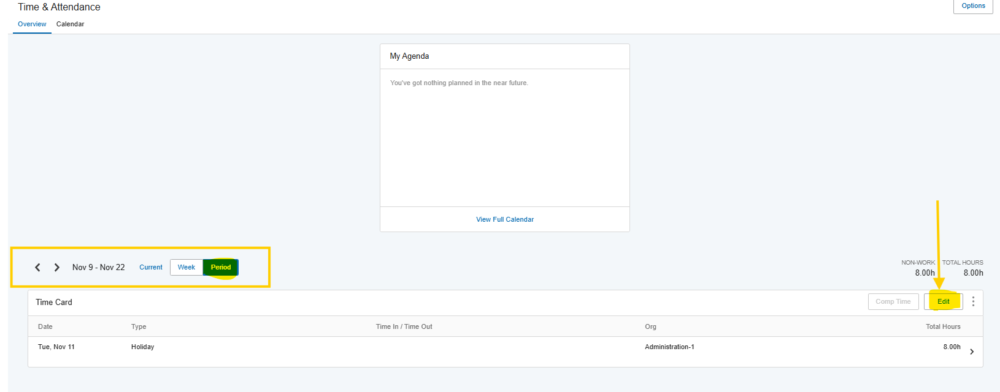 Time & Attendance
Options
Overview Calendar
My Agenda
You've got nothing planned in the near future.
View Full Calendar
Nov 9 - Nov 22 Current Week Period
NON-WORK TOTAL HOURS
8.00h 8.00h
Time Card Comp Time Edit
Date Type Time In / Time Out Org Total Hours
Tue, Nov 11 Holiday Administration-1 8.00h